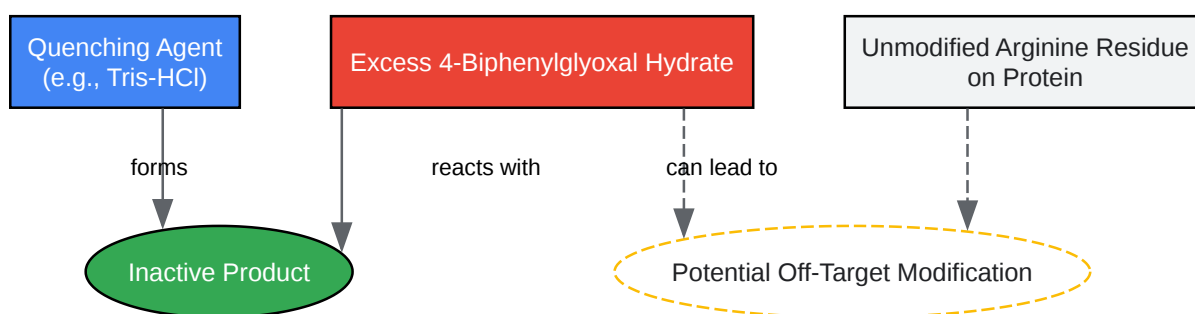 Quenching Agent
(e.g., Tris-HCl)
Excess 4-Biphenylglyoxal Hydrate
Unmodified Arginine Residue
on Protein
forms
reacts with
can lead to
Inactive Product
Potential Off-Target Modification